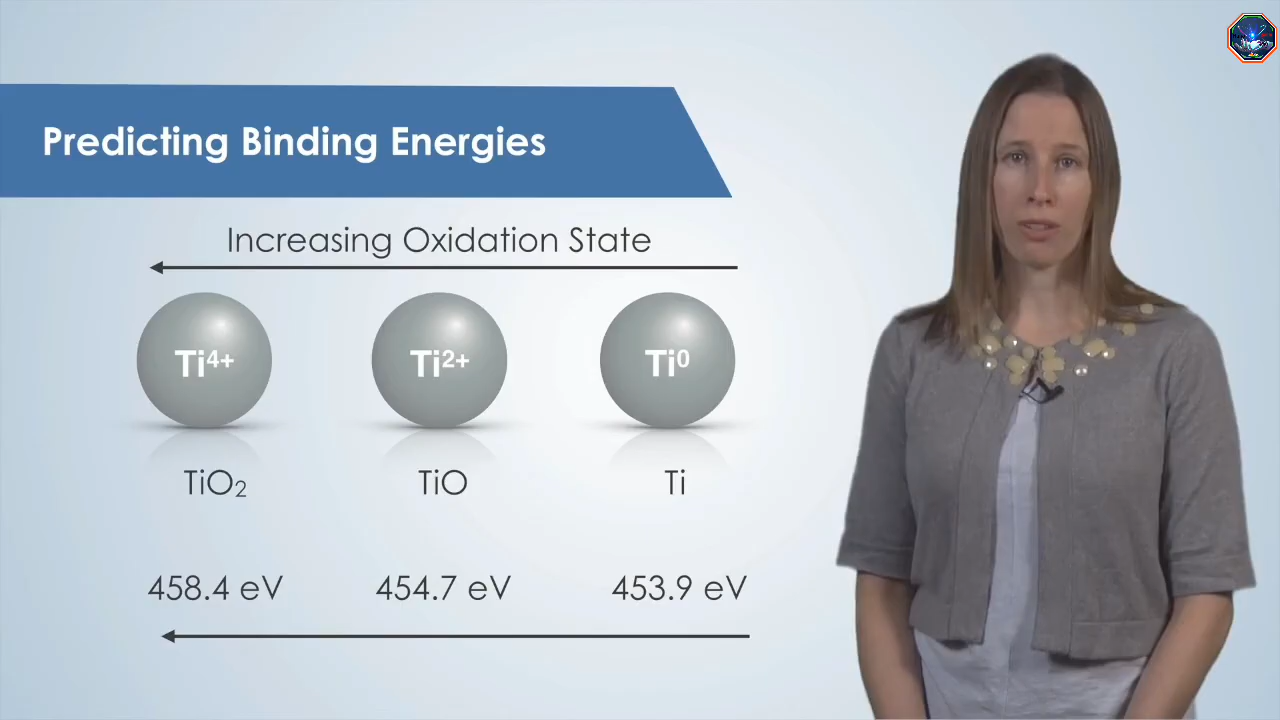 Predicting Binding Energies
Increasing Oxidation State
Ti⁴⁺ Ti²⁺ Ti⁰
TiO₂ TiO Ti
458.4 eV 454.7 eV 453.9 eV